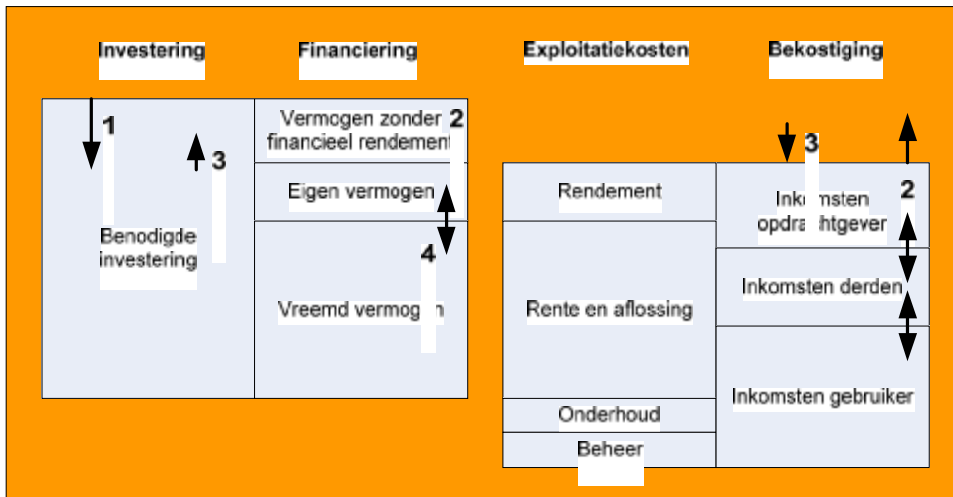 Investering
Financiering
Exploitatiekosten
Bekostiging
1
3
Benodigde
investering
Vermogen zonder
financieel rendement
2
Eigen vermogen
4
Vreemd vermogen
Rendement
Rente en aflossing
Onderhoud
Beheer
3
2
Inkomsten
opdrachtgever
Inkomsten derden
Inkomsten gebruiker